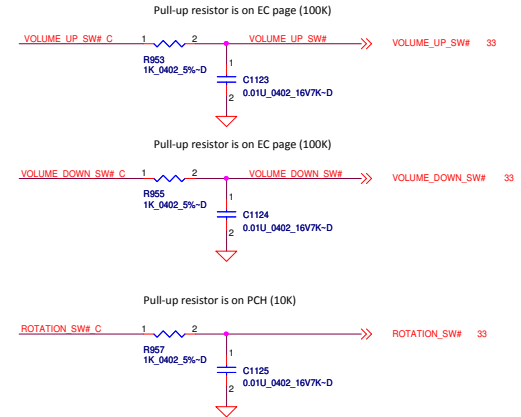 Pull-up resistor is on EC page (100K)
VOLUME_UP_SW#_C 1 2 VOLUME_UP_SW# VOLUME_UP_SW# 33
R953
1K_0402_5%~D
1
C1123
0.01U_0402_16V7K~D
2
Pull-up resistor is on EC page (100K)
VOLUME_DOWN_SW#_C 1 2 VOLUME_DOWN_SW# VOLUME_DOWN_SW# 33
R955
1K_0402_5%~D
1
C1124
0.01U_0402_16V7K~D
2
Pull-up resistor is on PCH (10K)
ROTATION_SW#_C 1 2 ROTATION_SW# 33
R957
1K_0402_5%~D
1
C1125
0.01U_0402_16V7K~D
2